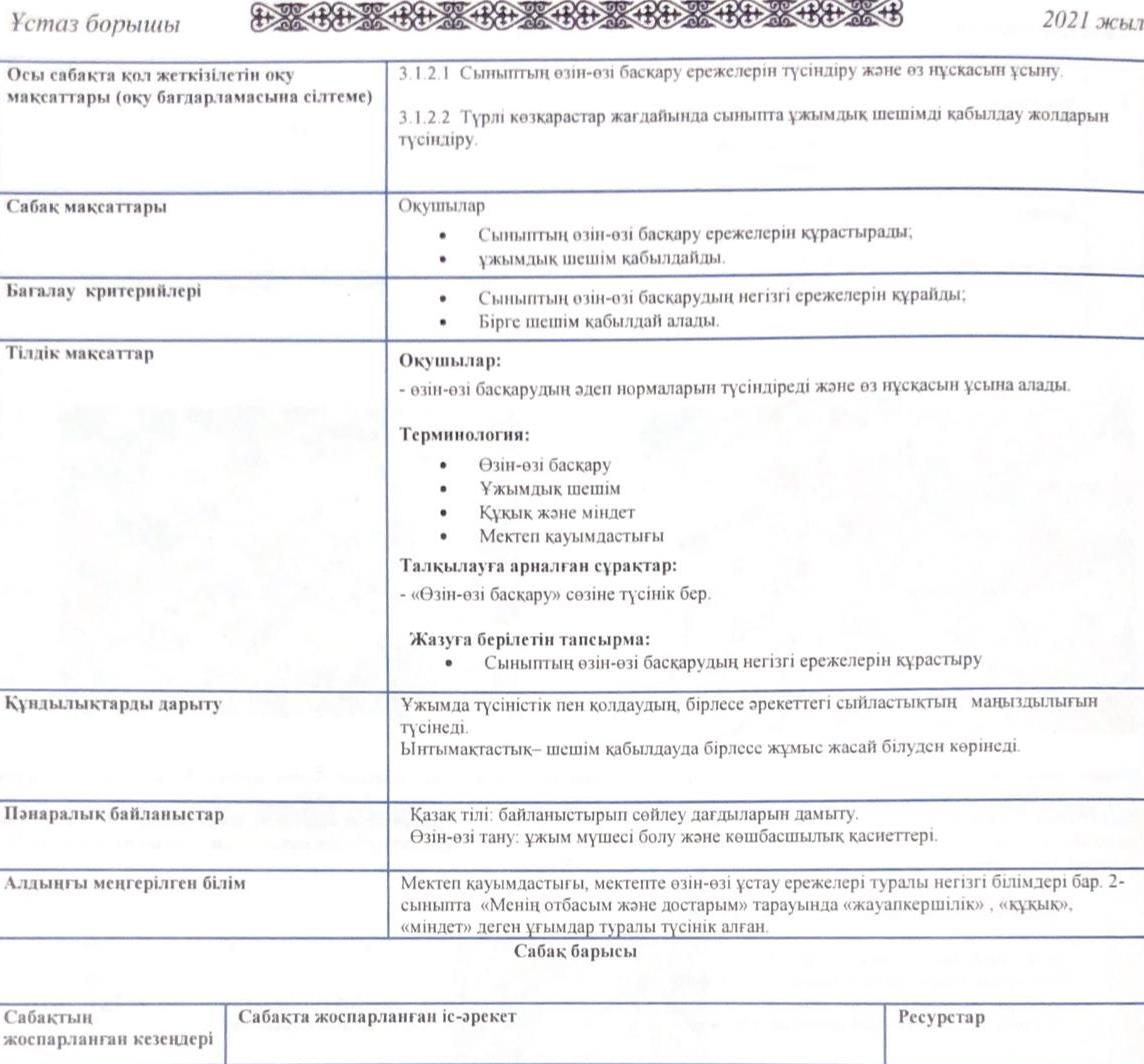 Ұстаз борышы
2021 жыл
Осы сабақта қол жеткізілетін оқу
мақсаттары (оқу бағдарламасына сілтеме)
3.1.2.1 Сыныптың өзін-өзі басқару ережелерін түсіндіру және өз нұсқасын ұсыну.
3.1.2.2 Түрлі көзқарастар жағдайында сыныпта ұжымдық шешімді қабылдау жолдарын
түсіндіру.
Сабақ мақсаттары
Оқушылар
• Сыныптың өзін-өзі басқару ережелерін құрастырады;
• ұжымдық шешім қабылдайды.
Бағалау критерийлері
• Сыныптың өзін-өзі басқарудың негізгі ережелерін құрайды;
• Бірге шешім қабылдай алады.
Тілдік мақсаттар
Оқушылар:
- өзін-өзі басқарудың әдеп нормаларын түсіндіреді және өз нұсқасын ұсына алады.
Терминология:
• Өзін-өзі басқару
• Ұжымдық шешім
• Құқық және міндет
• Мектеп қауымдастығы
Талқылауға арналған сұрақтар:
- «Өзін-өзі басқару» сөзіне түсінік бер.
Жазуға берілетін тапсырма:
• Сыныптың өзін-өзі басқарудың негізгі ережелерін құрастыру
Құндылықтарды дарыту
Ұжымда түсіністік пен қолдаудың, бірлесе әрекеттегі сыйластықтың маңыздылығын
түсінеді.
Ынтымақтастық– шешім қабылдауда бірлесе жұмыс жасай білуден көрінеді.
Пәнаралық байланыстар
Қазақ тілі: байланыстырып сөйлеу дағдыларын дамыту.
Өзін-өзі тану: ұжым мүшесі болу және көшбасшылық қасиеттері.
Алдыңғы меңгерілген білім
Мектеп қауымдастығы, мектепте өзін-өзі ұстау ережелері туралы негізгі білімдері бар. 2-
сыныпта «Менің отбасым және достарым» тарауында «жауапкершілік» , «құқық»,
«міндет» деген ұғымдар туралы түсінік алған.
Сабақ барысы
Сабақтың
жоспарланған кезеңдері
Сабақта жоспарланған іс-әрекет
Ресурстар